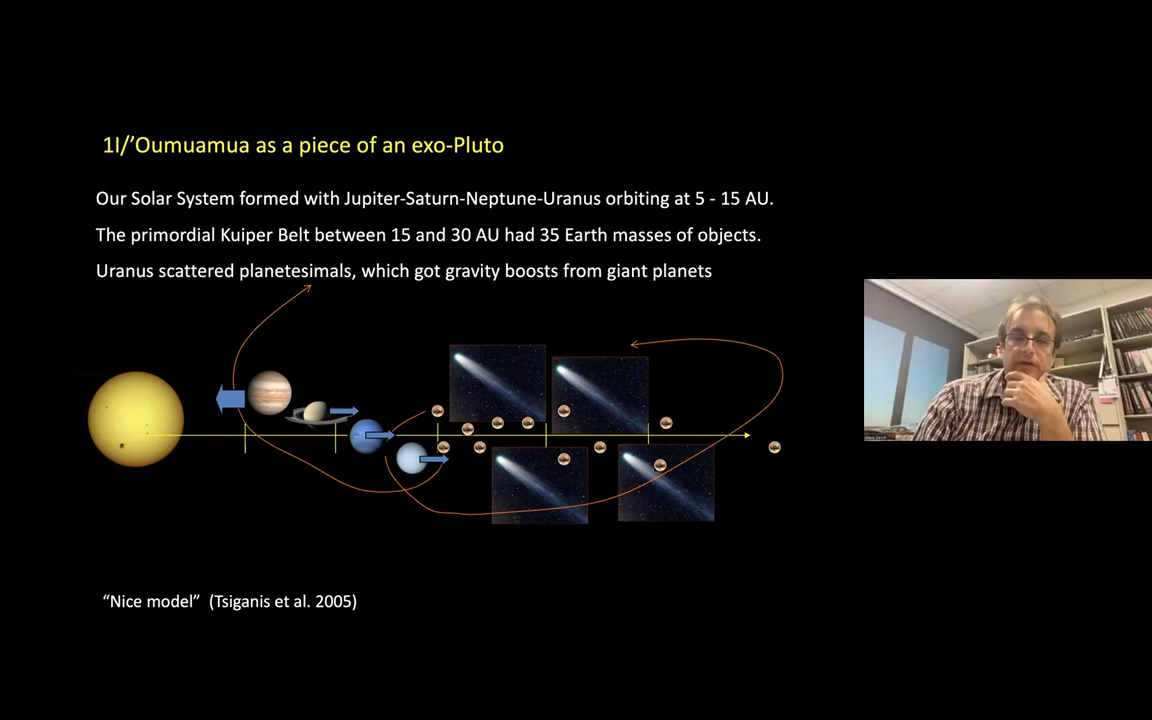 1I/’Oumuamua as a piece of an exo-Pluto
Our Solar System formed with Jupiter-Saturn-Neptune-Uranus orbiting at 5 - 15 AU.
The primordial Kuiper Belt between 15 and 30 AU had 35 Earth masses of objects.
Uranus scattered planetesimals, which got gravity boosts from giant planets
“Nice model” (Tsiganis et al. 2005)